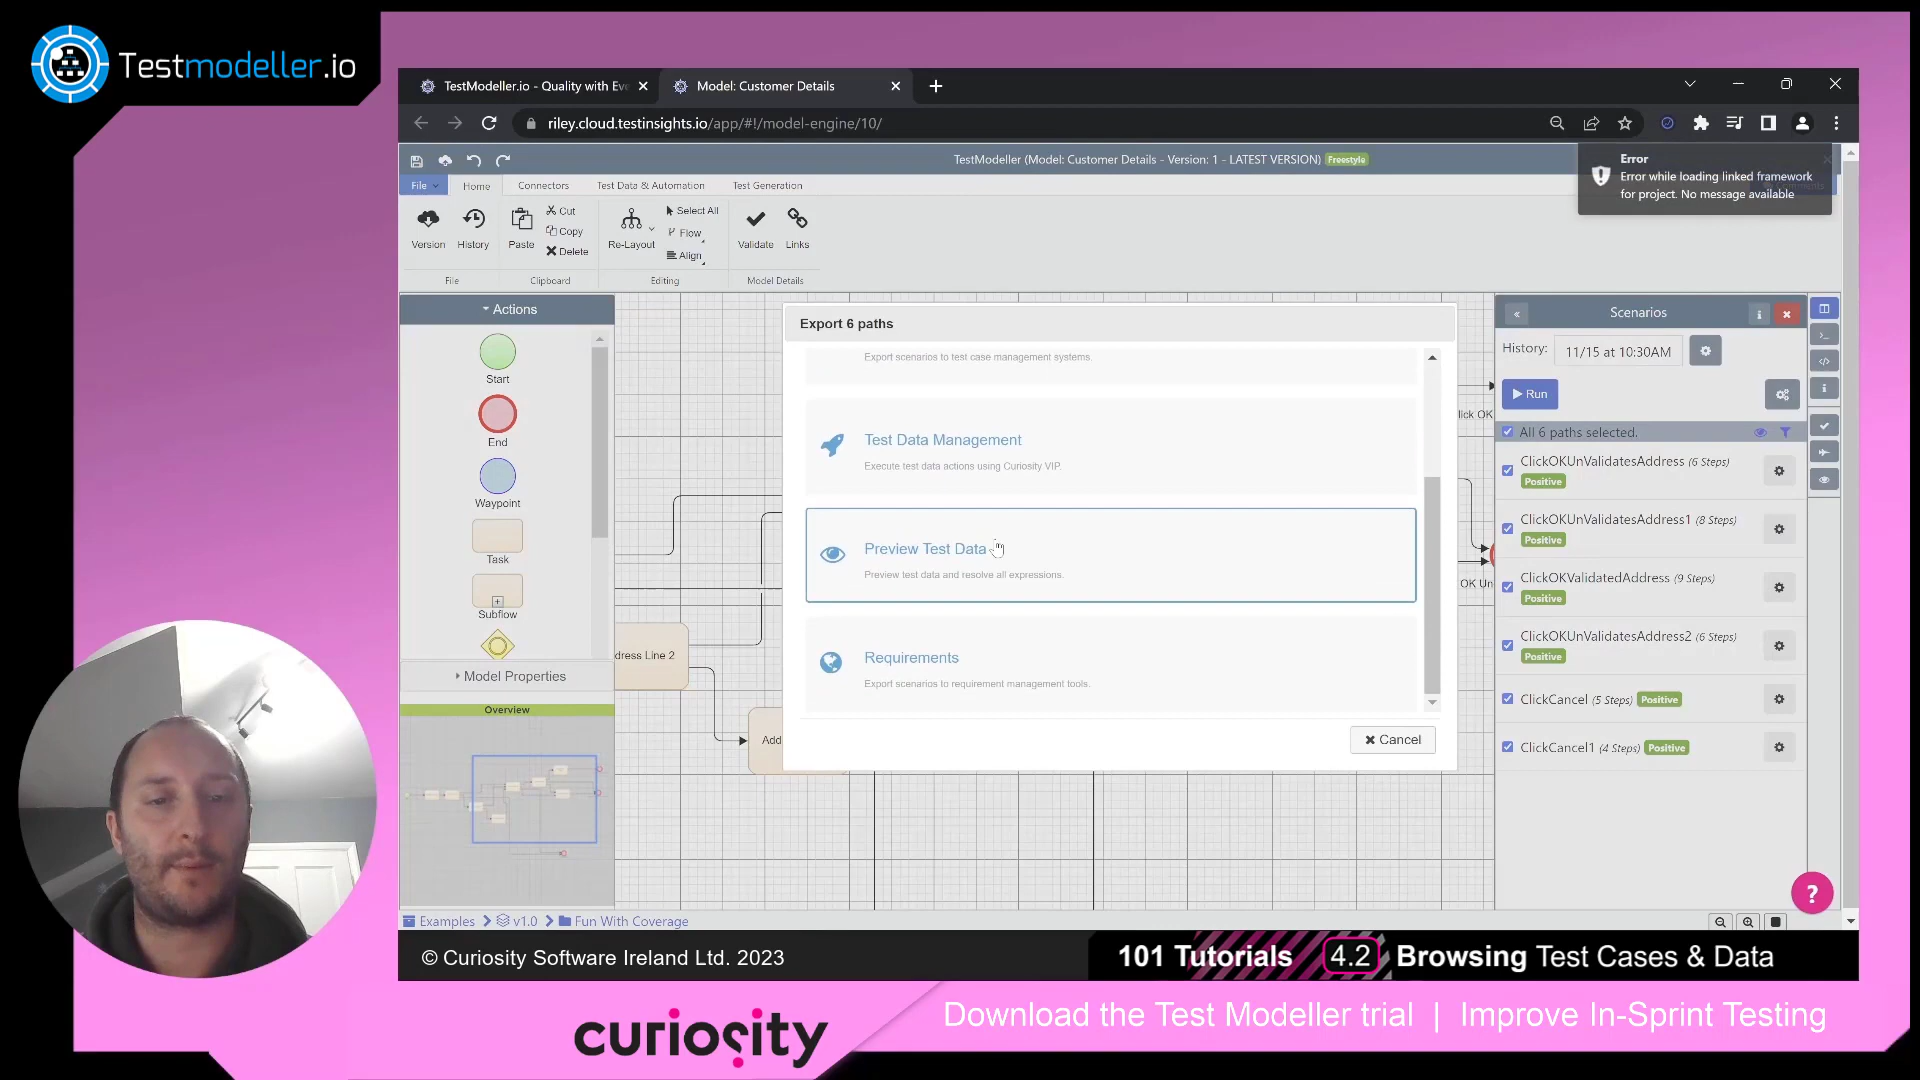 Testmodeller.io
TestModeller.io - Quality with Eve
Model: Customer Details
riley.cloud.testinsights.io/app/#!/model-engine/10/
TestModeller (Model: Customer Details - Version: 1 - LATEST VERSION) Freestyle
Error
Error while loading linked framework
for project. No message available
File Home Connectors Test Data & Automation Test Generation
Version History Paste Cut Copy Delete
Re-Layout Select All Flow Align
Validate Links
File Clipboard Editing Model Details
Actions
Start
End
Waypoint
Task
Subflow
Model Properties
Overview
dress Line 2
Add
Export 6 paths
Export scenarios to test case management systems.
Test Data Management
Execute test data actions using Curiosity VIP.
Preview Test Data
Preview test data and resolve all expressions.
Requirements
Export scenarios to requirement management tools.
Cancel
lick OK
OK Un
Scenarios
History: 11/15 at 10:30AM
Run
All 6 paths selected.
ClickOKUnValidatesAddress (6 Steps)
Positive
ClickOKUnValidatesAddress1 (8 Steps)
Positive
ClickOKValidatedAddress (9 Steps)
Positive
ClickOKUnValidatesAddress2 (6 Steps)
Positive
ClickCancel (5 Steps) Positive
ClickCancel1 (4 Steps) Positive
?
Examples v1.0 Fun With Coverage
© Curiosity Software Ireland Ltd. 2023
101 Tutorials 4.2 Browsing Test Cases & Data
curiosity
Download the Test Modeller trial | Improve In-Sprint Testing